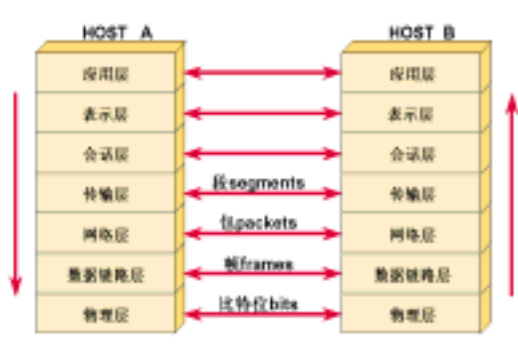 HOST A
HOST B
应用层
应用层
表示层
表示层
会话层
会话层
段segments
传输层
传输层
包packets
网络层
网络层
帧frames
数据链路层
数据链路层
比特位bits
物理层
物理层